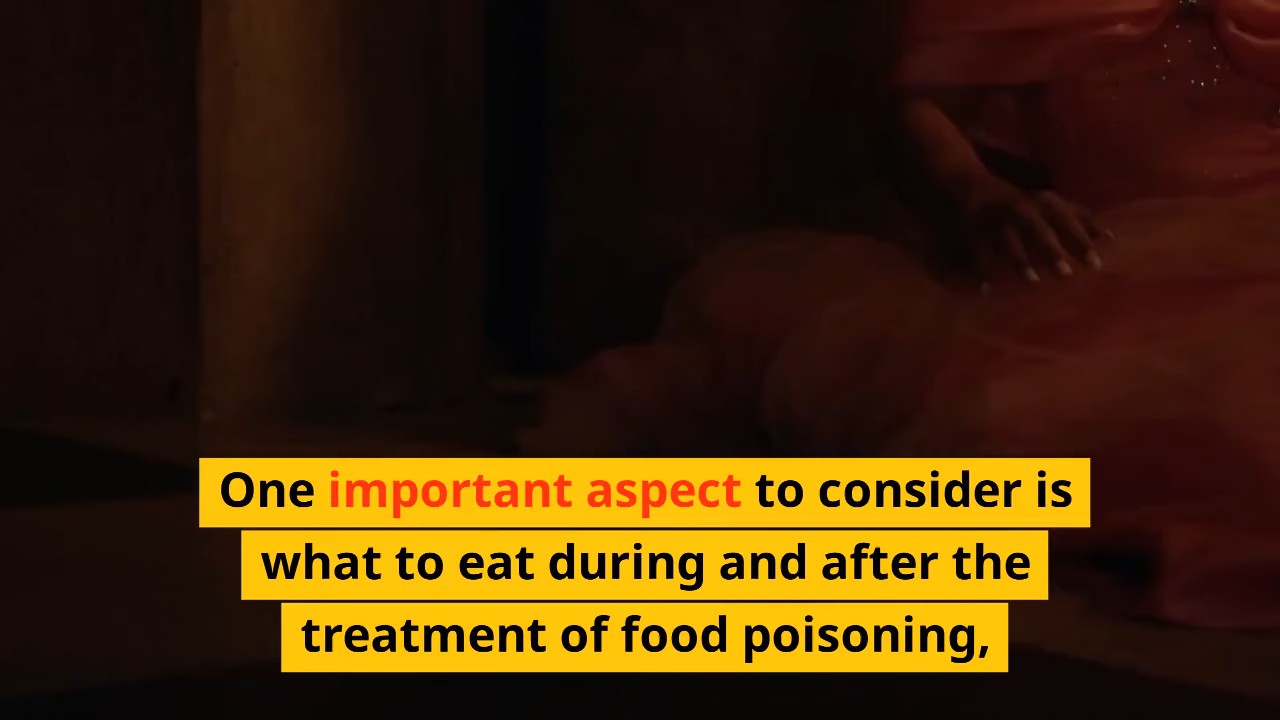 One important aspect to consider is
what to eat during and after the
treatment of food poisoning,